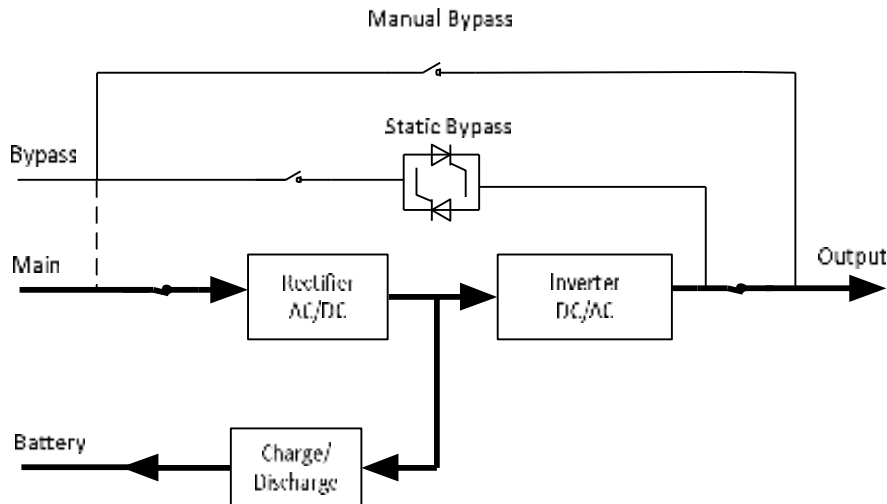 Manual Bypass
Static Bypass
Bypass
Main
Output
Rectifier
AC/DC
Inverter
DC/AC
Battery
Charge/
Discharge